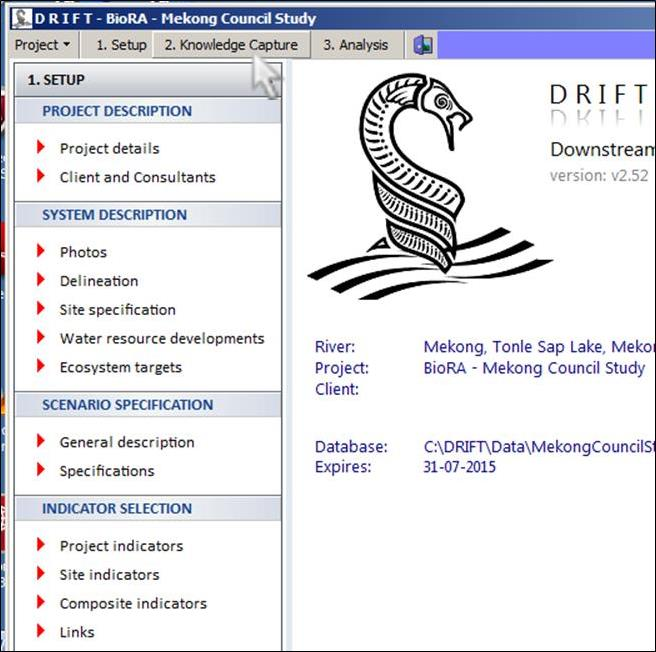 D R I F T - BioRA - Mekong Council Study
Project 1. Setup 2. Knowledge Capture 3. Analysis
1. SETUP
PROJECT DESCRIPTION
Project details
Client and Consultants
SYSTEM DESCRIPTION
Photos
Delineation
Site specification
Water resource developments
Ecosystem targets
SCENARIO SPECIFICATION
General description
Specifications
INDICATOR SELECTION
Project indicators
Site indicators
Composite indicators
Links
DRIFT
Downstream
version: v2.52
River: Mekong, Tonle Sap Lake,
Project: BioRA - Mekong Council Study
Client:
Database: C:\DRIFT\Data\MekongCouncilSt
Expires: 31-07-2015